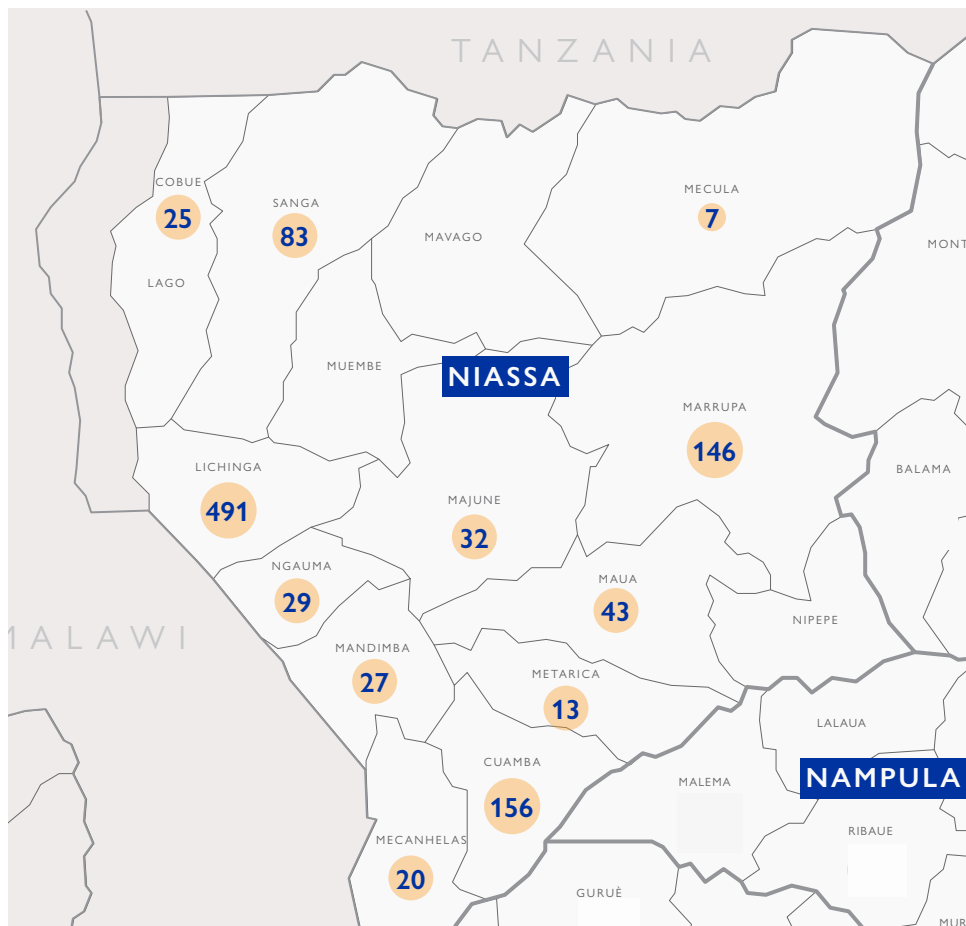 TANZANIA
COBUE
25
SANGA
83
MECULA
7
MAVAGO
MONT
LAGO
MUEMBE
NIASSA
MARRUPA
146
LICHINGA
491
BALAMA
MAJUNE
32
NGAUMA
29
MAUA
43
NIPEPE
MALAWI
MANDIMBA
27
METARICA
13
LALAUA
CUAMBA
156
MALEMA
NAMPULA
MECANHELAS
20
RIBAUE
GURUÈ
MUR